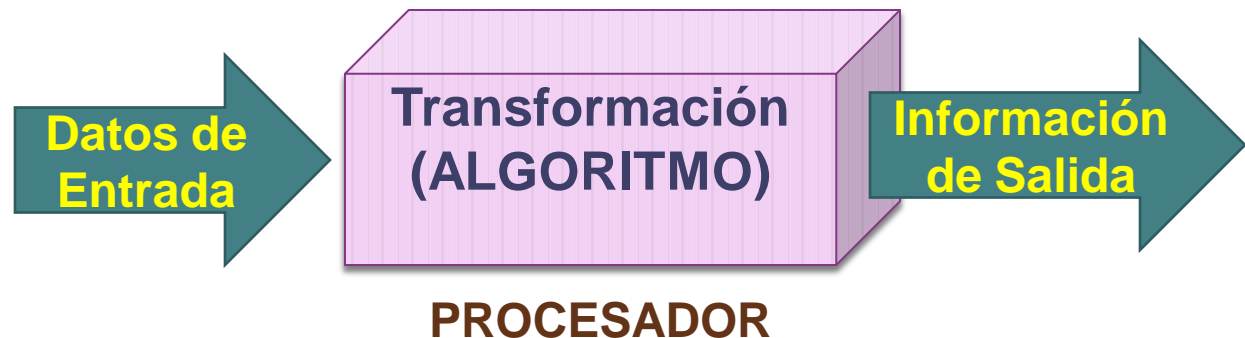 Datos de
Entrada
Transformación
(ALGORITMO)
Información
de Salida
PROCESADOR